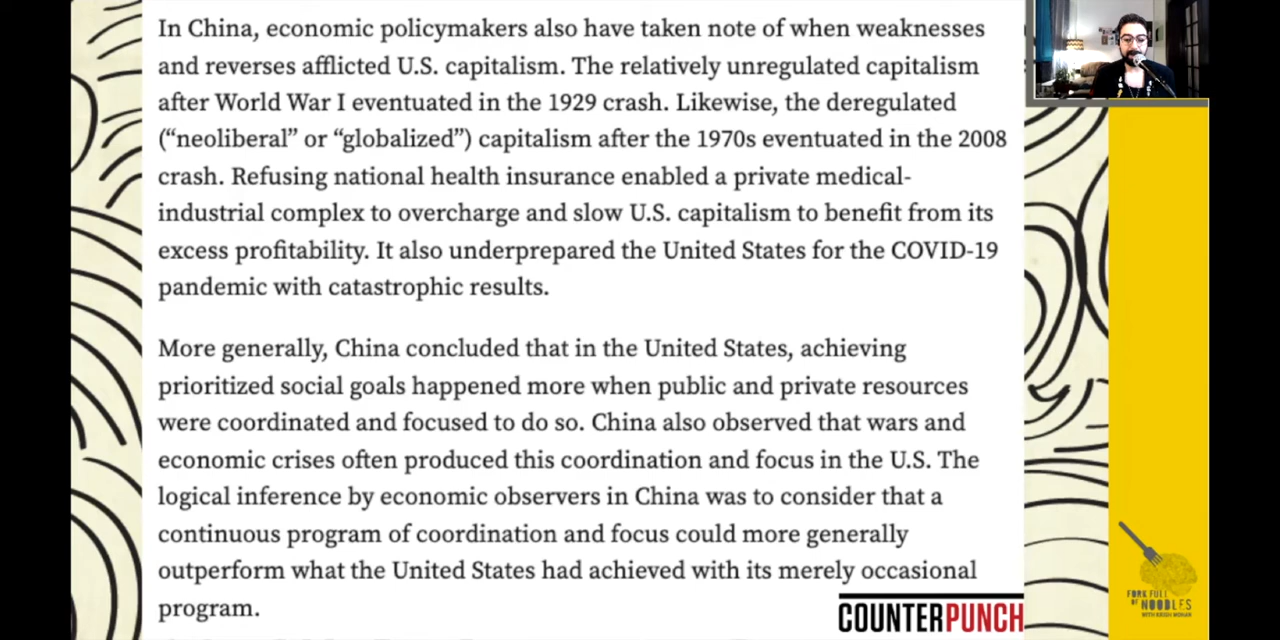 In China, economic policymakers also have taken note of when weaknesses
and reverses afflicted U.S. capitalism. The relatively unregulated capitalism
after World War I eventuated in the 1929 crash. Likewise, the deregulated
(“neoliberal” or “globalized”) capitalism after the 1970s eventuated in the 2008
crash. Refusing national health insurance enabled a private medical-
industrial complex to overcharge and slow U.S. capitalism to benefit from its
excess profitability. It also underprepared the United States for the COVID-19
pandemic with catastrophic results.
More generally, China concluded that in the United States, achieving
prioritized social goals happened more when public and private resources
were coordinated and focused to do so. China also observed that wars and
economic crises often produced this coordination and focus in the U.S. The
logical inference by economic observers in China was to consider that a
continuous program of coordination and focus could more generally
outperform what the United States had achieved with its merely occasional
program.
COUNTERPUNCH
FORK FULL
OF NOODLES